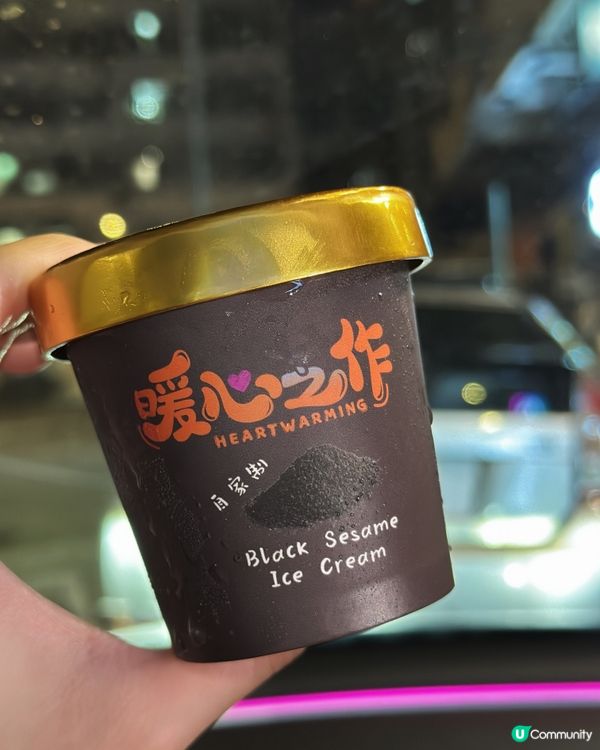 暖心之作
HEARTWARMING
自家制
Black Sesame
Ice Cream
U Community